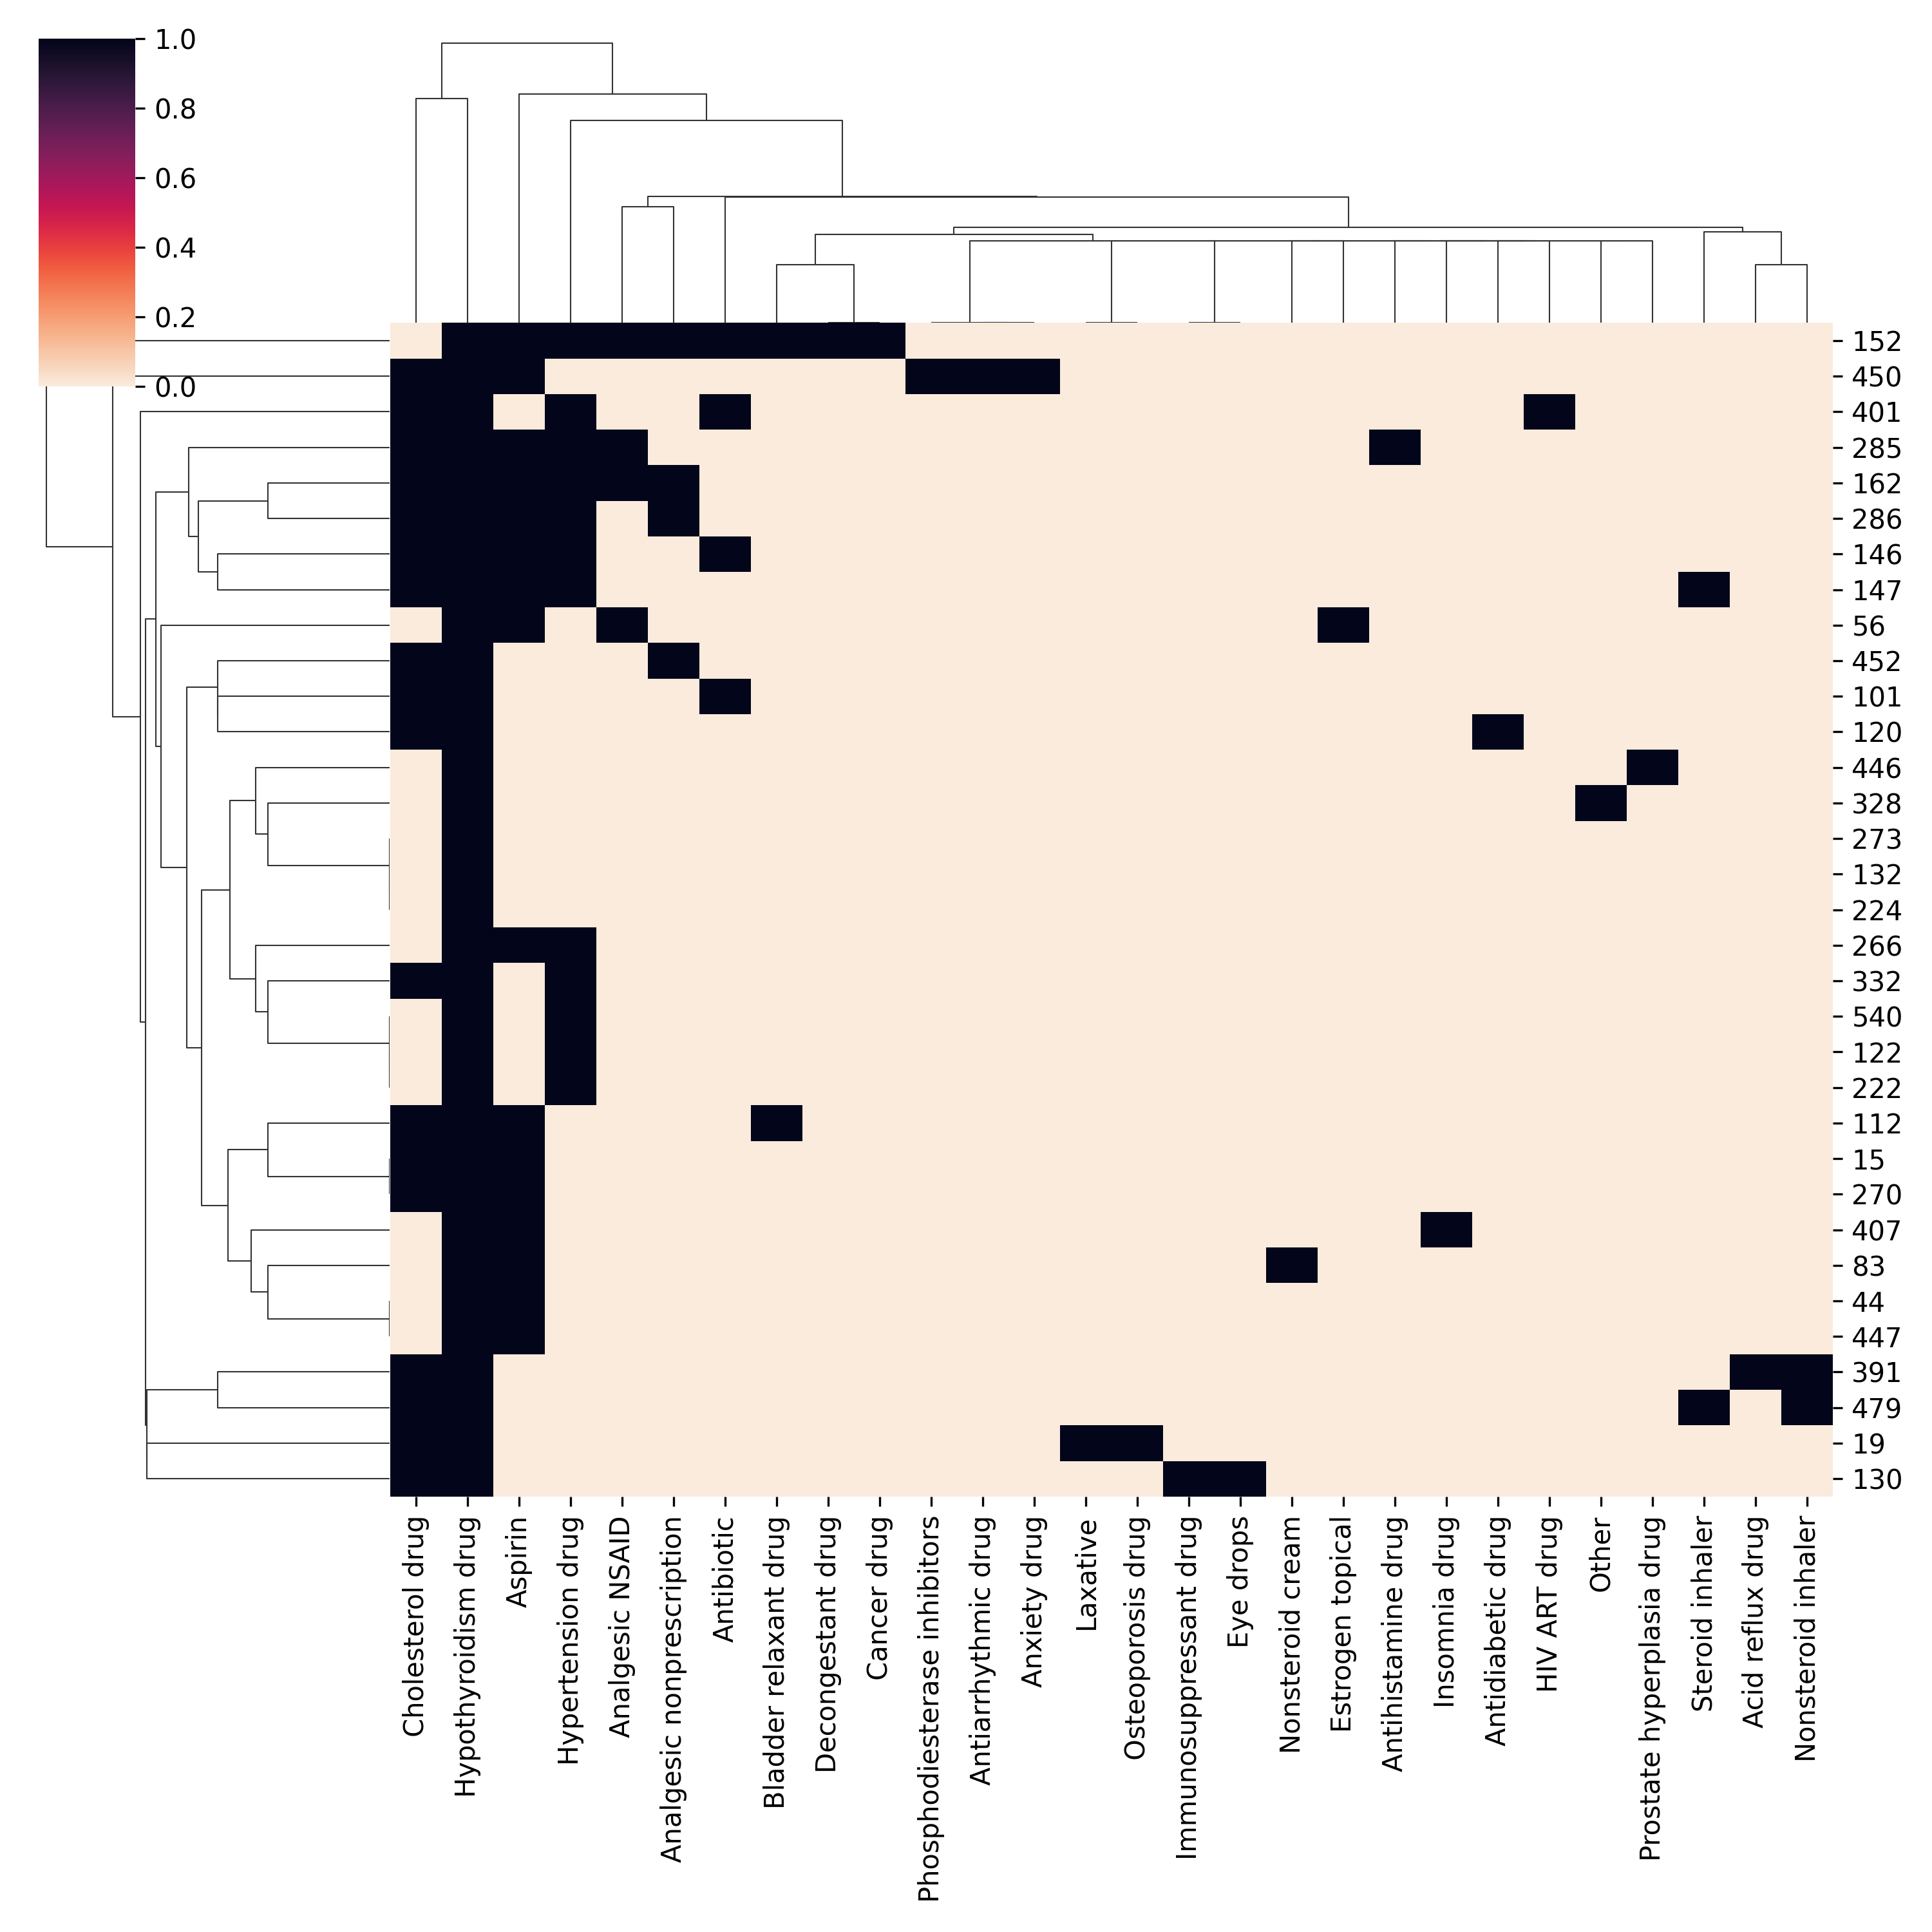 1.0
0.8
0.6
0.4
0.2
0.0
152
450
401
285
162
286
146
147
56
452
101
120
446
328
273
132
224
266
332
540
122
222
112
15
270
407
83
44
447
391
479
19
130
Cholesterol drug
Hypothyroidism drug
Aspirin
Hypertension drug
Analgesic NSAID
Analgesic nonprescription
Antibiotic
Bladder relaxant drug
Decongestant drug
Cancer drug
Phosphodiesterase inhibitors
Antiarrhythmic drug
Anxiety drug
Laxative
Osteoporosis drug
Immunosuppressant drug
Eye drops
Nonsteroid cream
Estrogen topical
Antihistamine drug
Insomnia drug
Antidiabetic drug
HIV ART drug
Other
Prostate hyperplasia drug
Steroid inhaler
Acid reflux drug
Nonsteroid inhaler